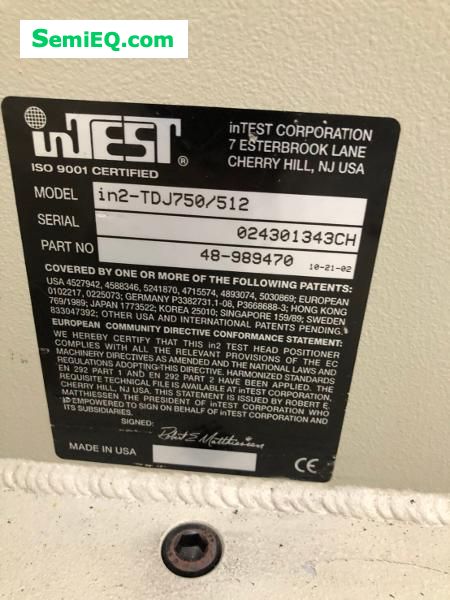 SemiEQ.com
inTEST ®
inTEST CORPORATION
7 ESTERBROOK LANE
CHERRY HILL, NJ USA
ISO 9001 CERTIFIED
MODEL in2-TDJ750/512
SERIAL 024301343CH
PART NO 48-989470 10-21-02
COVERED BY ONE OR MORE OF THE FOLLOWING PATENTS:
USA 4527942, 4588346, 5241870, 4715574, 4893074, 5030869; EUROPEAN
0102217, 0225073; GERMANY P3382731.1-08, P3668688-3; HONG KONG
769/1989; JAPAN 1773522; KOREA 25010; SINGAPORE 159/89; SWEDEN
833047392; OTHER USA AND INTERNATIONAL PATENTS PENDING
EUROPEAN COMMUNITY DIRECTIVE CONFORMANCE STATEMENT:
WE HEREBY CERTIFY THAT THIS in2 TEST HEAD POSITIONER
COMPLIES WITH ALL THE RELEVANT PROVISIONS OF THE EC
MACHINERY DIRECTIVES AS AMENDED AND THE NATIONAL LAWS AND
REGULATIONS ADOPTING THIS DIRECTIVE. HARMONIZED STANDARDS
EN 292 PART 1 AND EN 292 PART 2 HAVE BEEN APPLIED. THE
REQUISITE TECHNICAL FILE IS AVAILABLE AT inTEST CORPORATION,
CHERRY HILL, NJ USA. THIS STATEMENT IS ASSURED BY ROBERT E.
MATTHIESSEN THE PRESIDENT OF inTEST CORPORATION WHO
IS EMPOWERED TO SIGN ON BEHALF OF inTEST CORPORATION AND
ITS SUBSIDIARIES.
SIGNED: Robert E Matthiessen
MADE IN USA CE